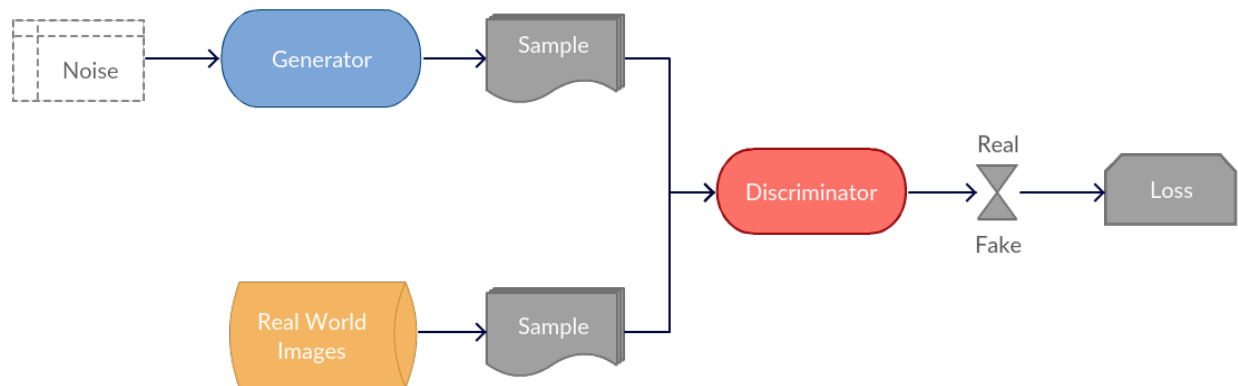 Noise
Generator
Sample
Real
Discriminator
Loss
Fake
Real World
Images
Sample